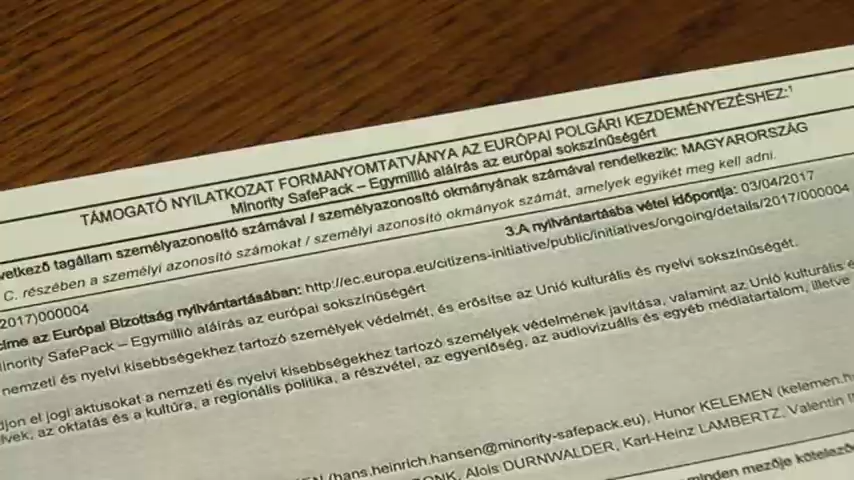 TÁMOGATÓ NYILATKOZAT FORMANYOMTATVÁNYA AZ EURÓPAI POLGÁRI KEZDEMÉNYEZÉSHEZ:¹
Minority SafePack – Egymillió aláírás az európai sokszínűségért
vetkező tagállam személyazonosító számával / személyazonosító okmányának számával rendelkezik: MAGYARORSZÁG
C. részében a személyi azonosító számokat / személyi azonosító okmányok számát, amelyek egyikét meg kell adni.
2017)000004
3.A nyilvántartásba vétel időpontja: 03/04/2017
címe az Európai Bizottság nyilvántartásában: http://ec.europa.eu/citizens-initiative/public/initiatives/ongoing/details/2017/000004
inority SafePack – Egymillió aláírás az európai sokszínűségért
nemzeti és nyelvi kisebbségekhez tartozó személyek védelmét, és erősítse az Unió kulturális és nyelvi sokszínűségét.
djon el jogi aktusokat a nemzeti és nyelvi kisebbségekhez tartozó személyek védelmének javítása, valamint az Unió kulturális é
lvek, az oktatás és a kultúra, a regionális politika, a részvétel, az egyenlőség, az audiovizuális és egyéb médiatartalom, illetve
EN (hans.heinrich.hansen@minority-safepack.eu), Hunor KELEMEN (kelemen.h
ONK, Alois DURNWALDER, Karl-Heinz LAMBERTZ, Valentin I
minden mezője kötelező